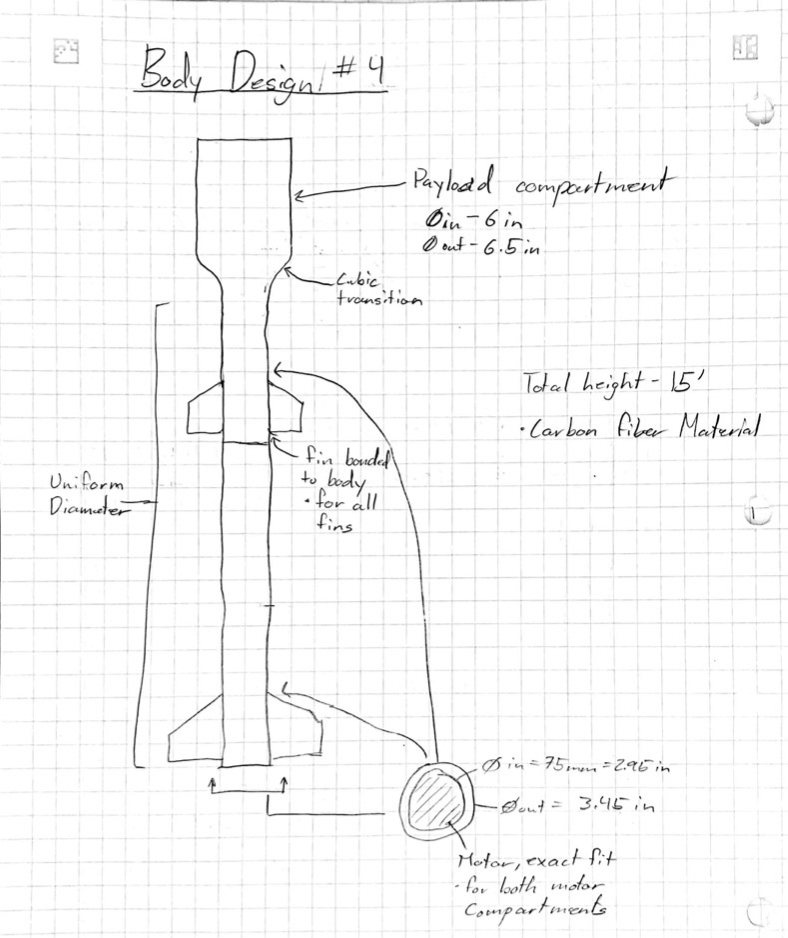 Body Design #4
Payload compartment
Øin - 6 in
Øout - 6.5 in
Cubic
transition
Total height - 15'
· Carbon fiber Material
fin bonded
to body
· for all
fins
Uniform
Diameter
Ø in = 75mm = 2.95 in
Øout = 3.45 in
Motor, exact fit
- for both motor
Compartments